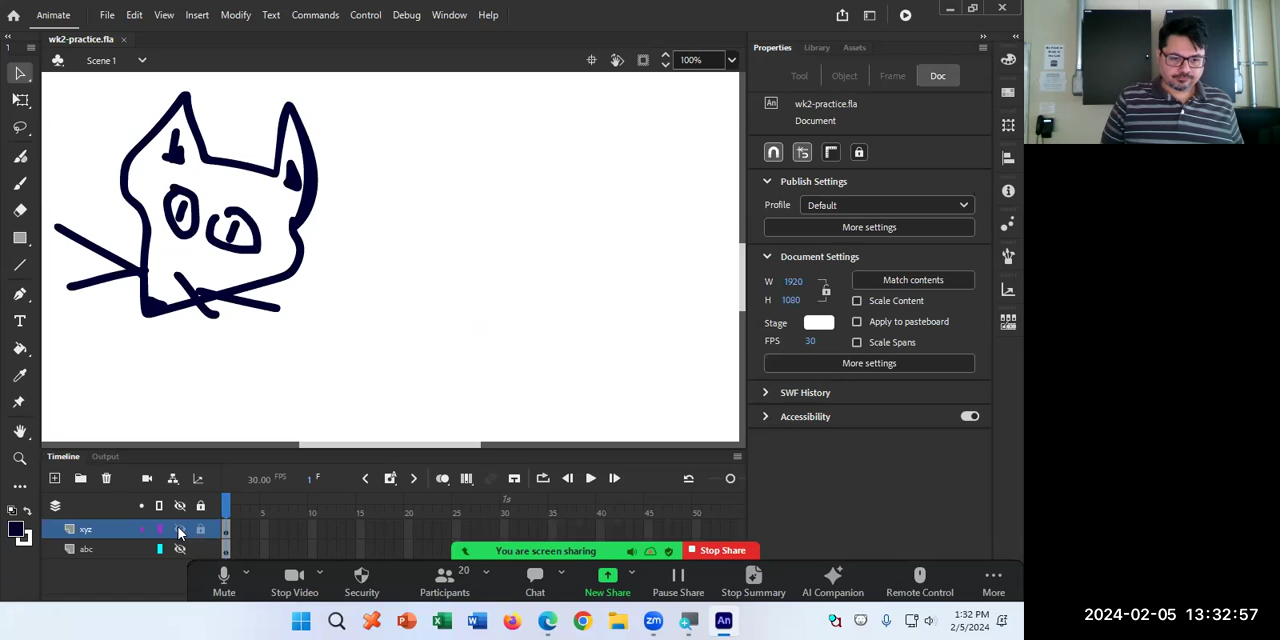 Animate File Edit View Insert Modify Text Commands Control Debug Window Help
wk2-practice.fla ×
Scene 1 100%
Properties Library Assets
Tool Object Frame Doc
An wk2-practice.fla
Document
Publish Settings
Profile Default
More settings
Document Settings
W 1920 Match contents
H 1080 Scale Content
Stage Apply to pasteboard
FPS 30 Scale Spans
More settings
SWF History
Accessibility
Timeline Output
30.00 FPS 1 F
1s
5 10 15 20 25 30 35 40 45 50
xyz
abc
You are screen sharing Stop Share
Mute Stop Video Security Participants 20 Chat New Share Pause Share Stop Summary AI Companion Remote Control More
1:32 PM
2/5/2024
2024-02-05 13:32:57